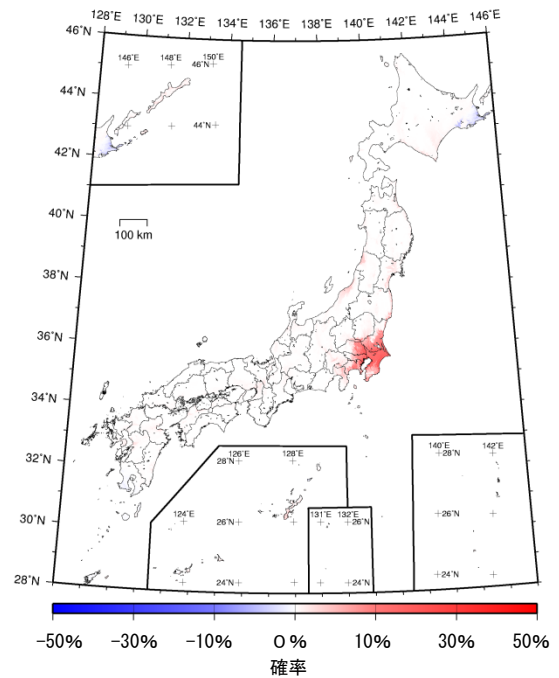 128°E 130°E 132°E 134°E 136°E 138°E 140°E 142°E 144°E 146°E
46°N
146°E 148°E 150°E
46°N
44°N
44°N
42°N
40°N
100 km
38°N
36°N
34°N
32°N
126°E 128°E
28°N
140°E 142°E
28°N
30°N
124°E
26°N
131°E 132°E
26°N
26°N
28°N
24°N
24°N
24°N
-50% -30% -10% 0% 10% 30% 50%
確率